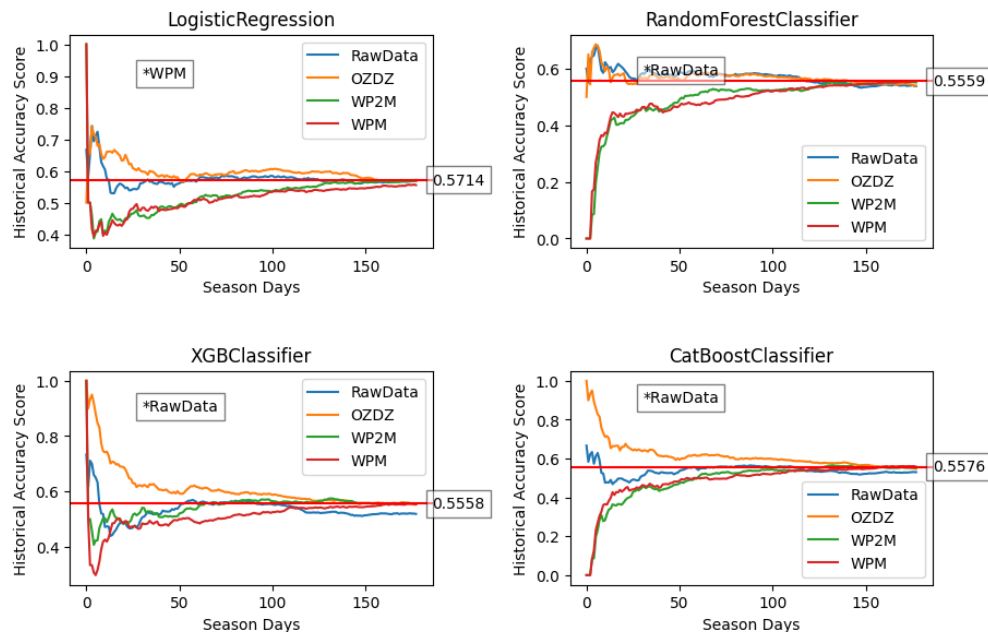 LogisticRegression
Historical Accuracy Score
1.0
0.9
0.8
0.7
0.6
0.5
0.4
*WPM
RawData
OZDZ
WP2M
WPM
0.5714
0
50
100
150
Season Days
RandomForestClassifier
Historical Accuracy Score
0.6
0.4
0.2
0.0
*RawData
RawData
OZDZ
WP2M
WPM
0.5559
0
50
100
150
Season Days
XGBClassifier
Historical Accuracy Score
1.0
0.8
0.6
0.4
*RawData
RawData
OZDZ
WP2M
WPM
0.5558
0
50
100
150
Season Days
CatBoostClassifier
Historical Accuracy Score
1.0
0.8
0.6
0.4
0.2
0.0
*RawData
0.5576
RawData
OZDZ
WP2M
WPM
0
50
100
150
Season Days